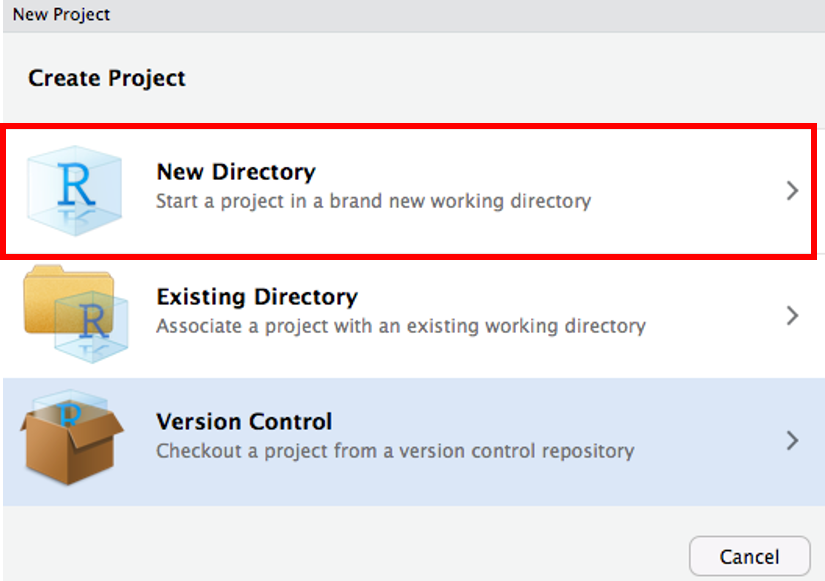 New Project
Create Project
R
New Directory
Start a project in a brand new working directory
R
Existing Directory
Associate a project with an existing working directory
R
Version Control
Checkout a project from a version control repository
Cancel